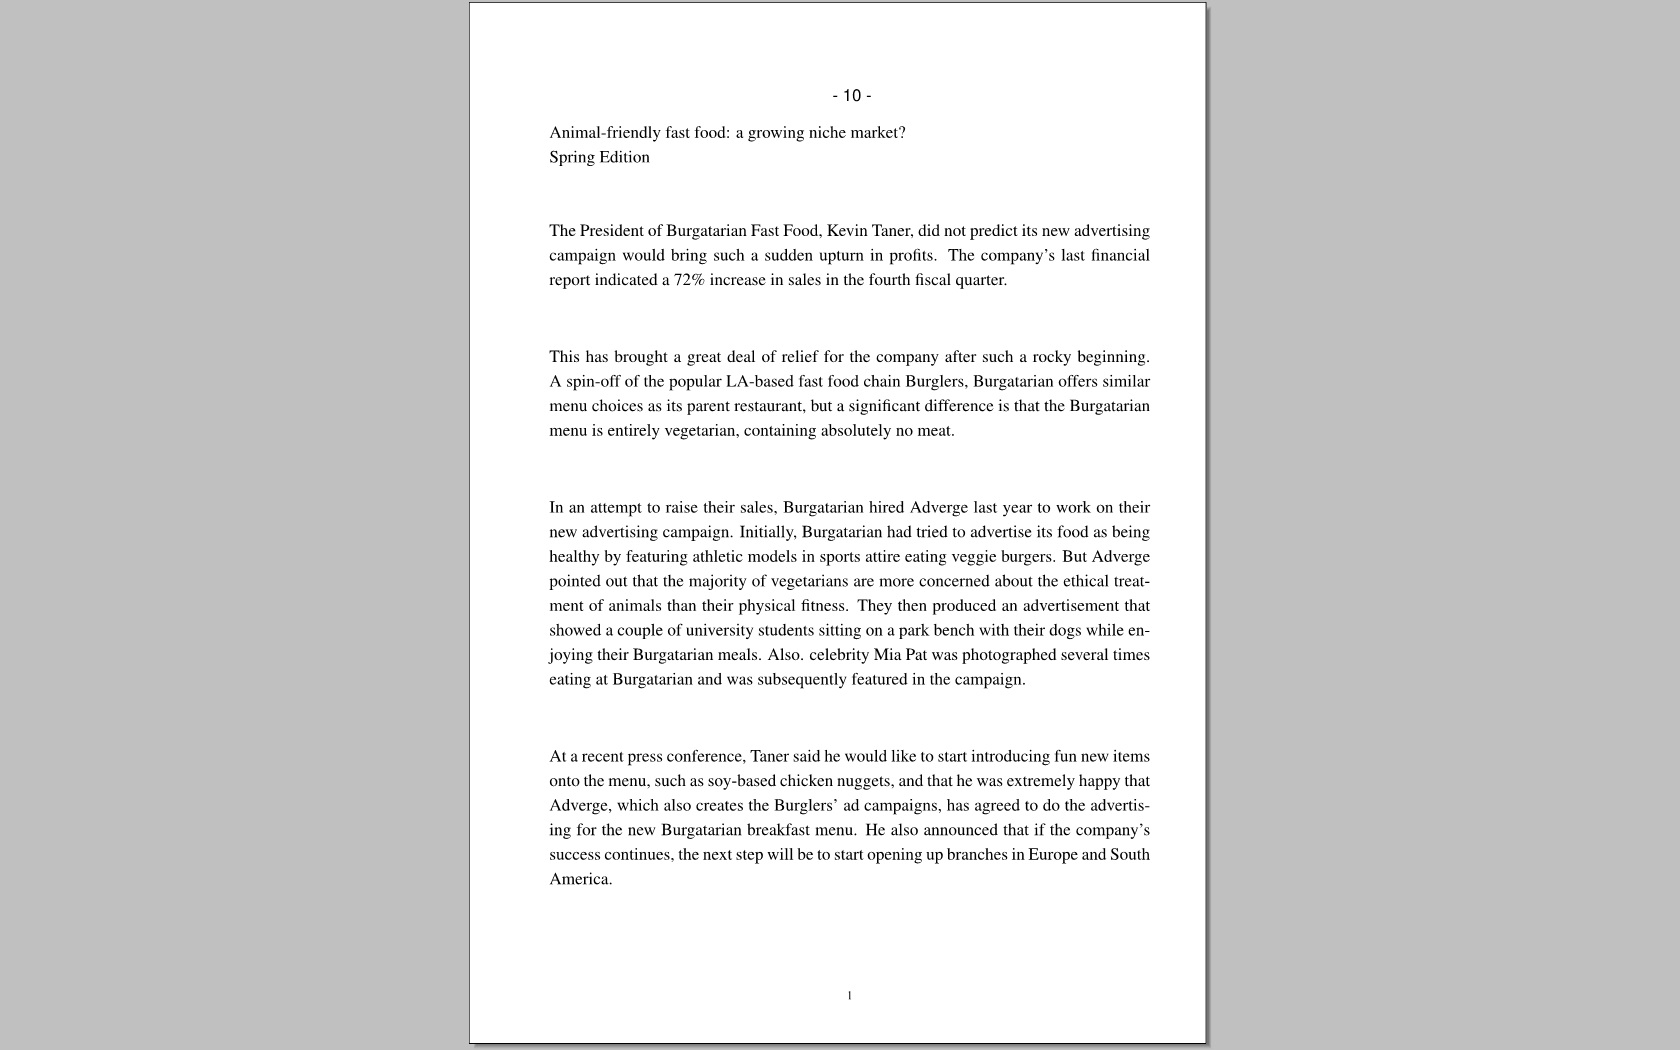 - 10 -
Animal-friendly fast food: a growing niche market?
Spring Edition
The President of Burgatarian Fast Food, Kevin Taner, did not predict its new advertising
campaign would bring such a sudden upturn in profits. The company's last financial
report indicated a 72% increase in sales in the fourth fiscal quarter.
This has brought a great deal of relief for the company after such a rocky beginning.
A spin-off of the popular LA-based fast food chain Burglers, Burgatarian offers similar
menu choices as its parent restaurant, but a significant difference is that the Burgatarian
menu is entirely vegetarian, containing absolutely no meat.
In an attempt to raise their sales, Burgatarian hired Adverge last year to work on their
new advertising campaign. Initially, Burgatarian had tried to advertise its food as being
healthy by featuring athletic models in sports attire eating veggie burgers. But Adverge
pointed out that the majority of vegetarians are more concerned about the ethical treat-
ment of animals than their physical fitness. They then produced an advertisement that
showed a couple of university students sitting on a park bench with their dogs while en-
joying their Burgatarian meals. Also. celebrity Mia Pat was photographed several times
eating at Burgatarian and was subsequently featured in the campaign.
At a recent press conference, Taner said he would like to start introducing fun new items
onto the menu, such as soy-based chicken nuggets, and that he was extremely happy that
Adverge, which also creates the Burglers' ad campaigns, has agreed to do the advertis-
ing for the new Burgatarian breakfast menu. He also announced that if the company's
success continues, the next step will be to start opening up branches in Europe and South
America.
1